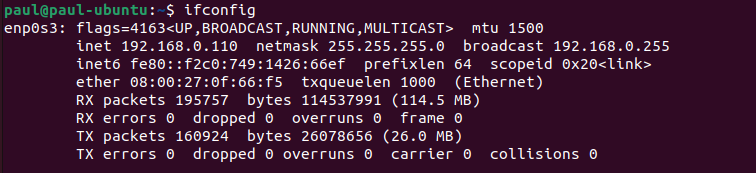 paul@paul-ubuntu:~$ ifconfig
enp0s3: flags=4163<UP,BROADCAST,RUNNING,MULTICAST>  mtu 1500
        inet 192.168.0.110  netmask 255.255.255.0  broadcast 192.168.0.255
        inet6 fe80::f2c0:749:1426:66ef  prefixlen 64  scopeid 0x20<link>
        ether 08:00:27:0f:66:f5  txqueuelen 1000  (Ethernet)
        RX packets 195757  bytes 114537991 (114.5 MB)
        RX errors 0  dropped 0  overruns 0  frame 0
        TX packets 160924  bytes 26078656 (26.0 MB)
        TX errors 0  dropped 0 overruns 0  carrier 0  collisions 0